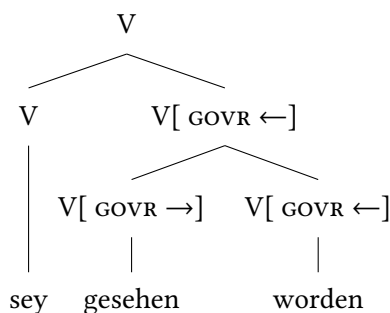 V
V V[ GOVR ←]
V[ GOVR →] V[ GOVR ←]
sey gesehen worden